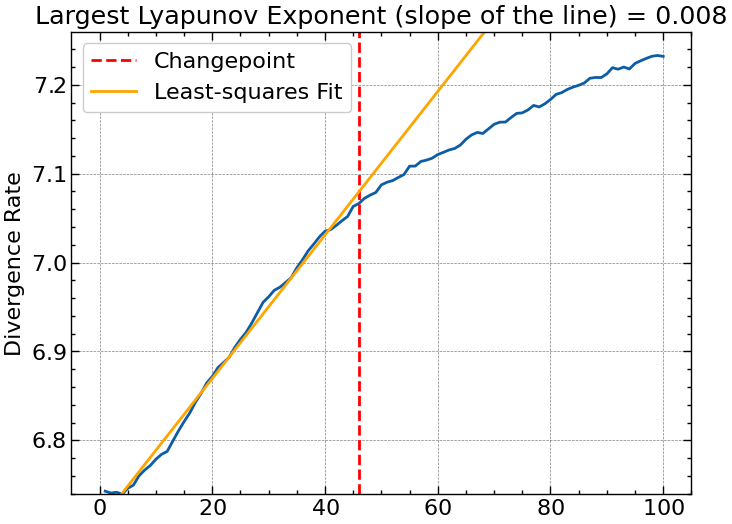 Largest Lyapunov Exponent (slope of the line) = 0.008
Changepoint
Least-squares Fit
Divergence Rate
7.2
7.1
7.0
6.9
6.8
0 20 40 60 80 100